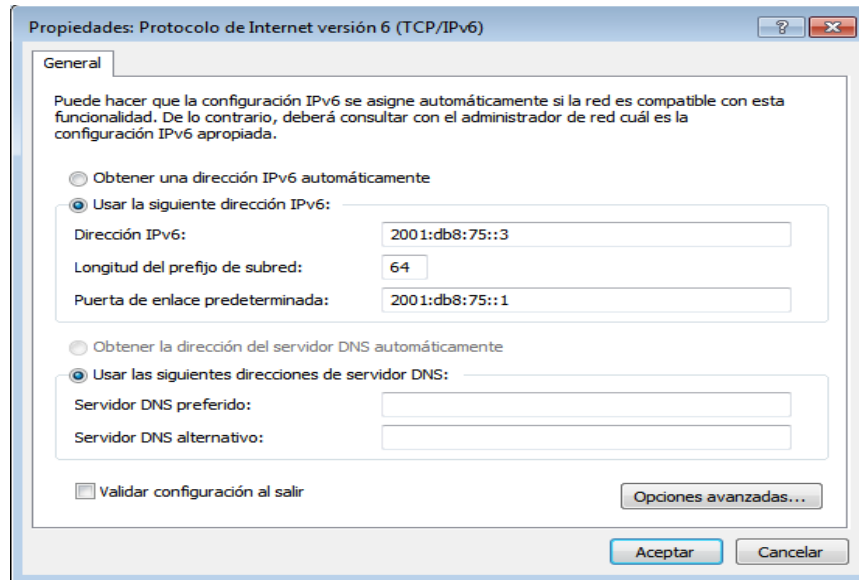 Propiedades: Protocolo de Internet versión 6 (TCP/IPv6)
General
Puede hacer que la configuración IPv6 se asigne automáticamente si la red es compatible con esta
funcionalidad. De lo contrario, deberá consultar con el administrador de red cuál es la
configuración IPv6 apropiada.
Obtener una dirección IPv6 automáticamente
Usar la siguiente dirección IPv6:
Dirección IPv6: 2001:db8:75::3
Longitud del prefijo de subred: 64
Puerta de enlace predeterminada: 2001:db8:75::1
Obtener la dirección del servidor DNS automáticamente
Usar las siguientes direcciones de servidor DNS:
Servidor DNS preferido:
Servidor DNS alternativo:
Validar configuración al salir
Opciones avanzadas...
Aceptar Cancelar